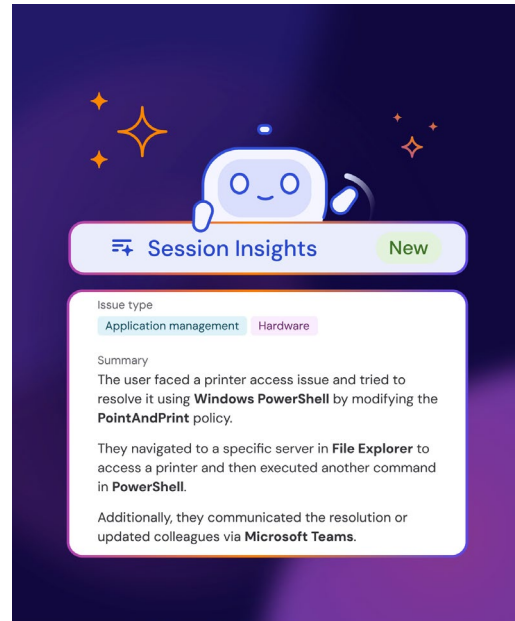 Session Insights
New
Issue type
Application management
Hardware
Summary
The user faced a printer access issue and tried to
resolve it using Windows PowerShell by modifying the
PointAndPrint policy.
They navigated to a specific server in File Explorer to
access a printer and then executed another command
in PowerShell.
Additionally, they communicated the resolution or
updated colleagues via Microsoft Teams.